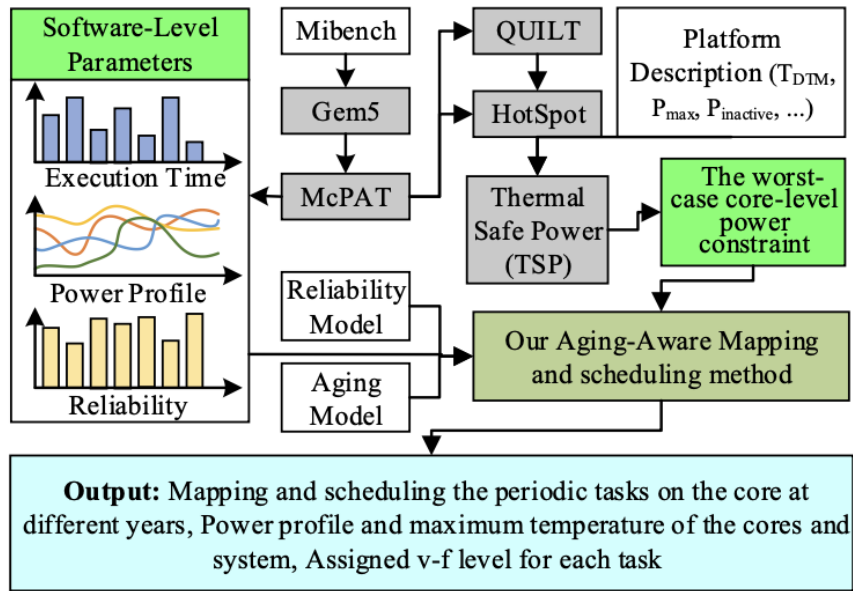 Software-Level
Parameters
Execution Time
Power Profile
Reliability
Mibench
Gem5
McPAT
QUILT
HotSpot
Thermal
Safe Power
(TSP)
Platform
Description (T_DTM,
P_max, P_inactive, ...)
The worst-
case core-level
power
constraint
Reliability
Model
Aging
Model
Our Aging-Aware Mapping
and scheduling method
Output: Mapping and scheduling the periodic tasks on the core at
different years, Power profile and maximum temperature of the cores and
system, Assigned v-f level for each task